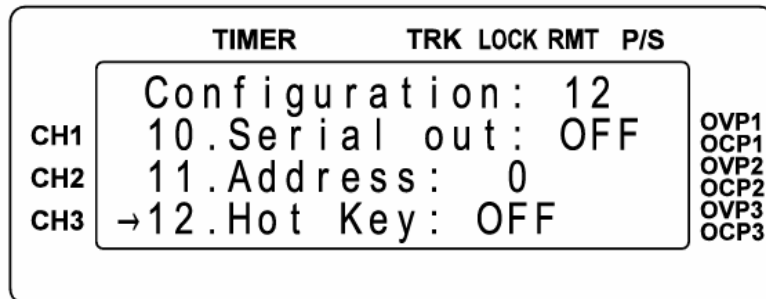 TIMER TRK LOCK RMT P/S
Configuration: 12
CH1 10.Serial out: OFF OVP1
OCP1
CH2 11.Address: 0 OVP2
OCP2
CH3 →12.Hot Key: OFF OVP3
OCP3